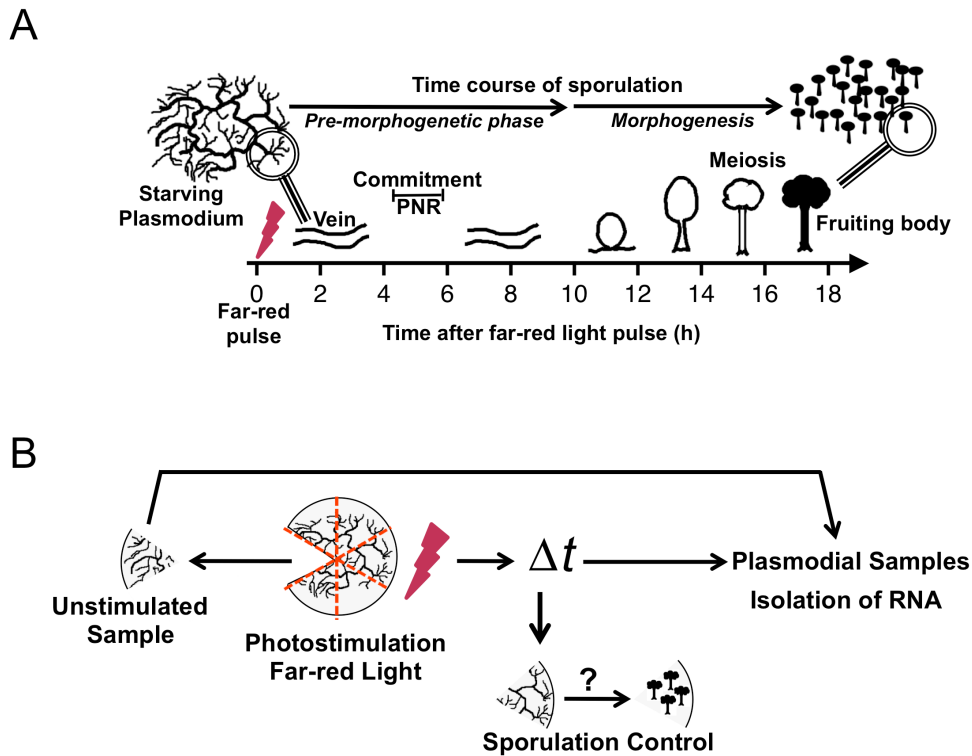 A
Time course of sporulation
Pre-morphogenetic phase
Morphogenesis
Starving
Plasmodium
Commitment
PNR
Vein
Meiosis
Fruiting body
0 2 4 6 8 10 12 14 16 18
Far-red
pulse
Time after far-red light pulse (h)
B
Unstimulated
Sample
Photostimulation
Far-red Light
Δt
Plasmodial Samples
Isolation of RNA
?
Sporulation Control